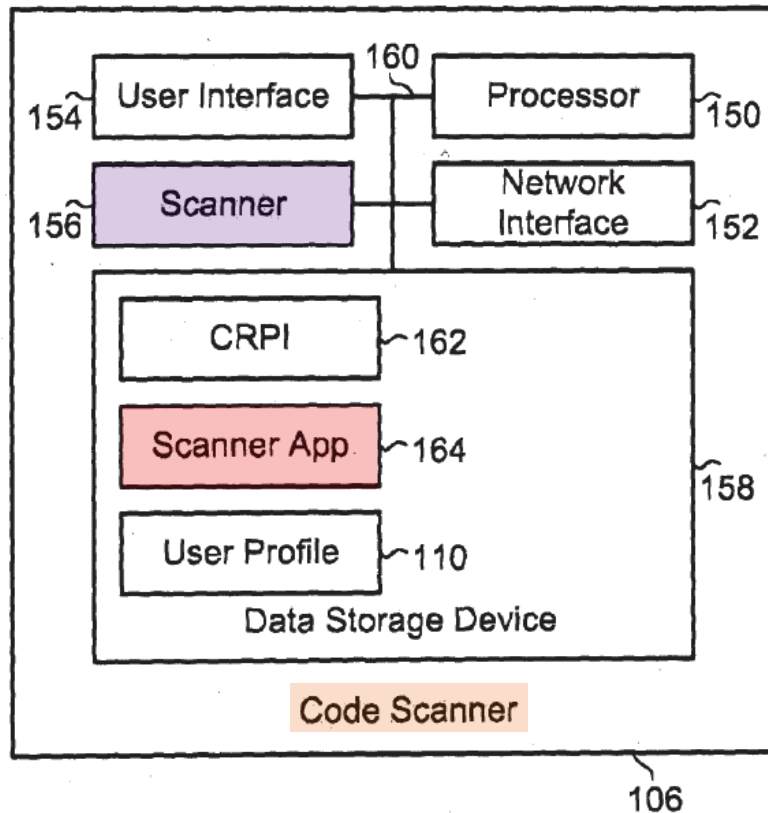 160
User Interface
Processor
154
150
Scanner
Network
Interface
156
152
CRPI
162
Scanner App
164
158
User Profile
110
Data Storage Device
Code Scanner
106